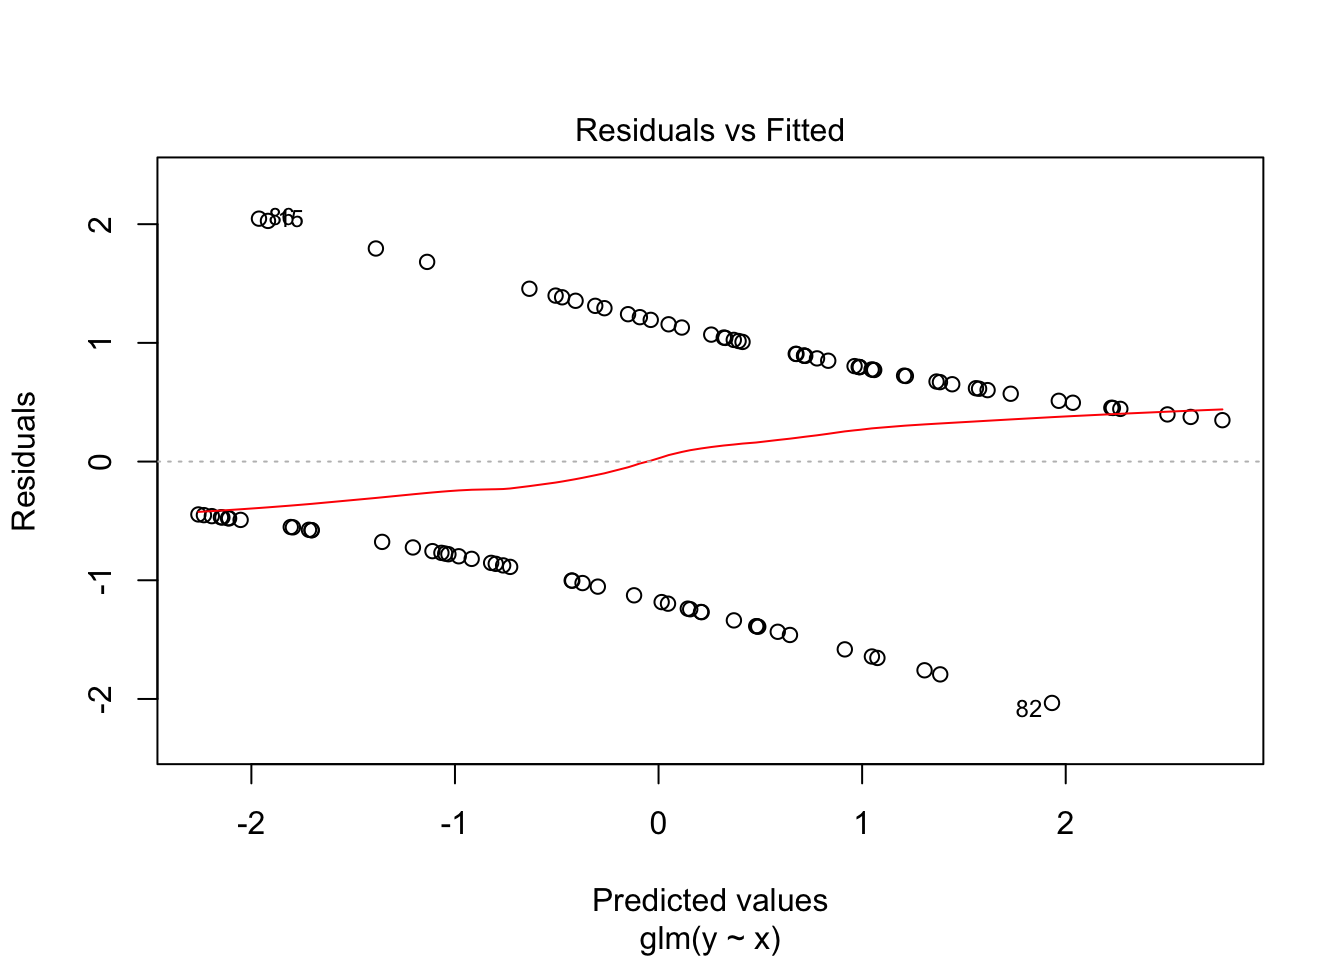 Residuals vs Fitted
Residuals
2
1
0
-1
-2
82
-2
-1
0
1
2
Predicted values
glm(y ~ x)